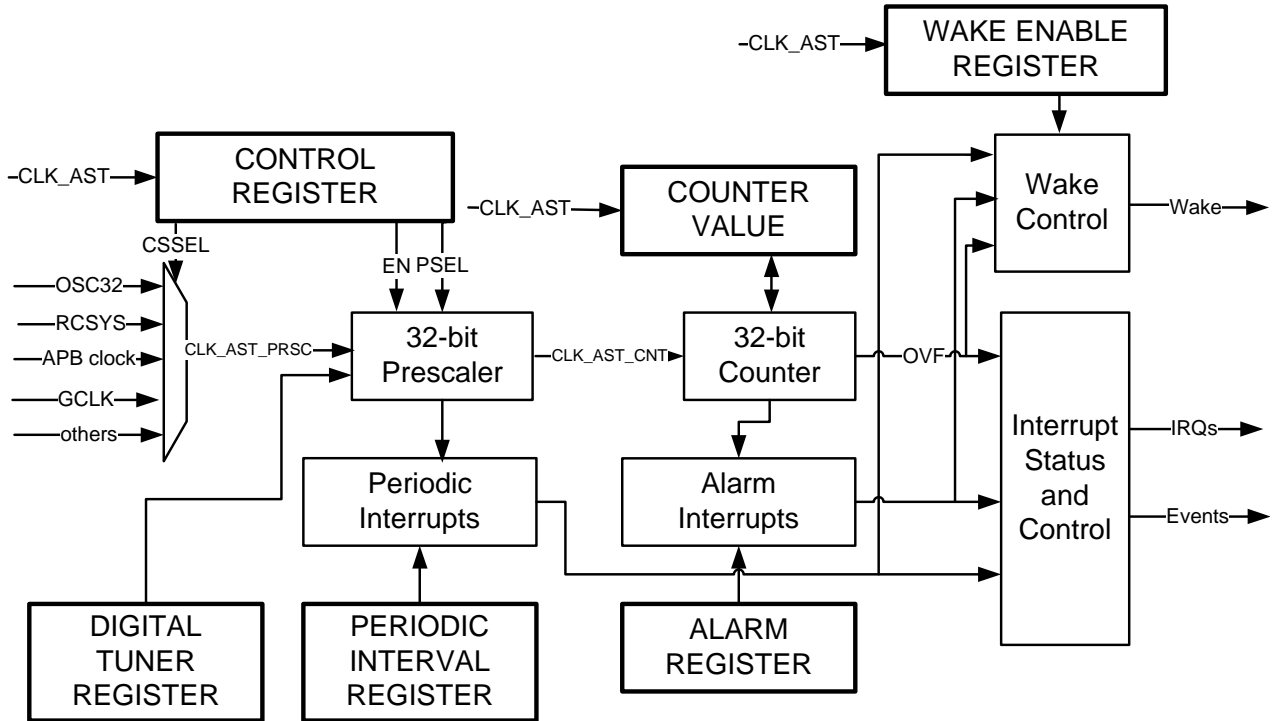 CLK_AST
WAKE ENABLE
REGISTER
CLK_AST
CONTROL
REGISTER
CLK_AST
COUNTER
VALUE
Wake
Control
Wake
CSSEL
EN
PSEL
OSC32
RCSYS
APB clock
GCLK
others
CLK_AST_PRSC
32-bit
Prescaler
CLK_AST_CNT
32-bit
Counter
OVF
Periodic
Interrupts
Alarm
Interrupts
Interrupt
Status
and
Control
IRQs
Events
DIGITAL
TUNER
REGISTER
PERIODIC
INTERVAL
REGISTER
ALARM
REGISTER